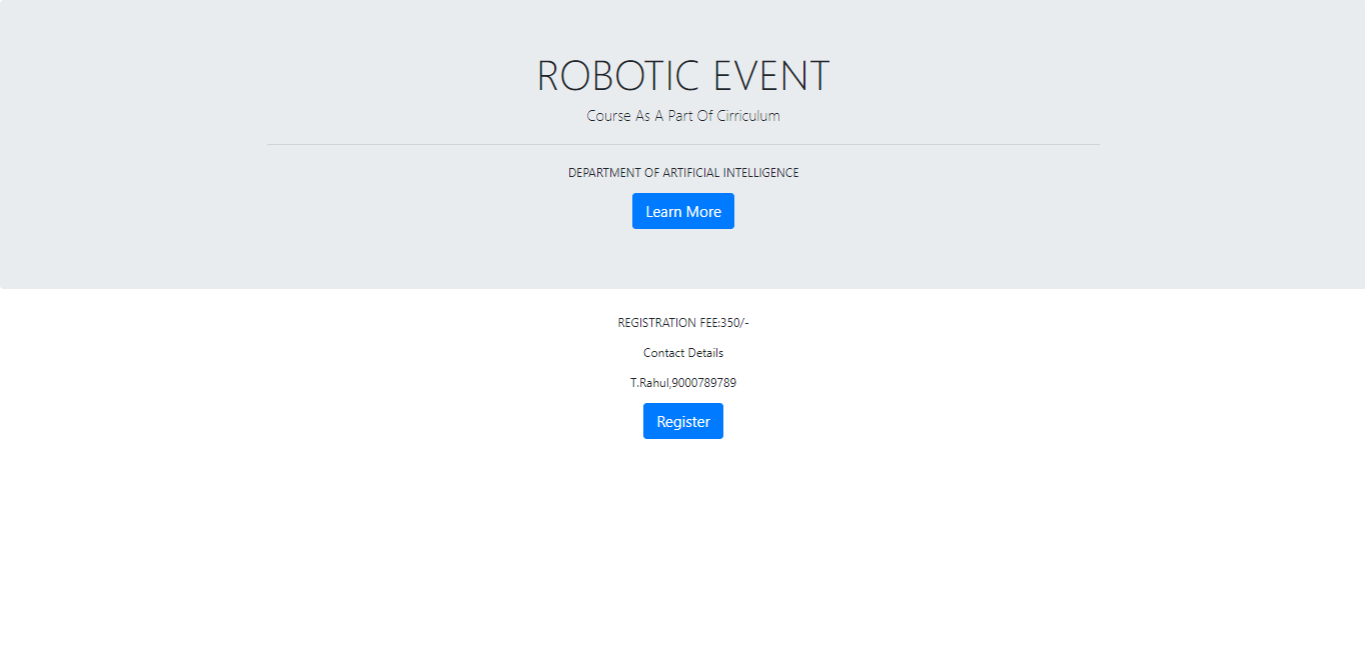 ROBOTIC EVENT
Course As A Part Of Cirriculum
DEPARTMENT OF ARTIFICIAL INTELLIGENCE
Learn More
REGISTRATION FEE:350/-
Contact Details
T.Rahul,9000789789
Register